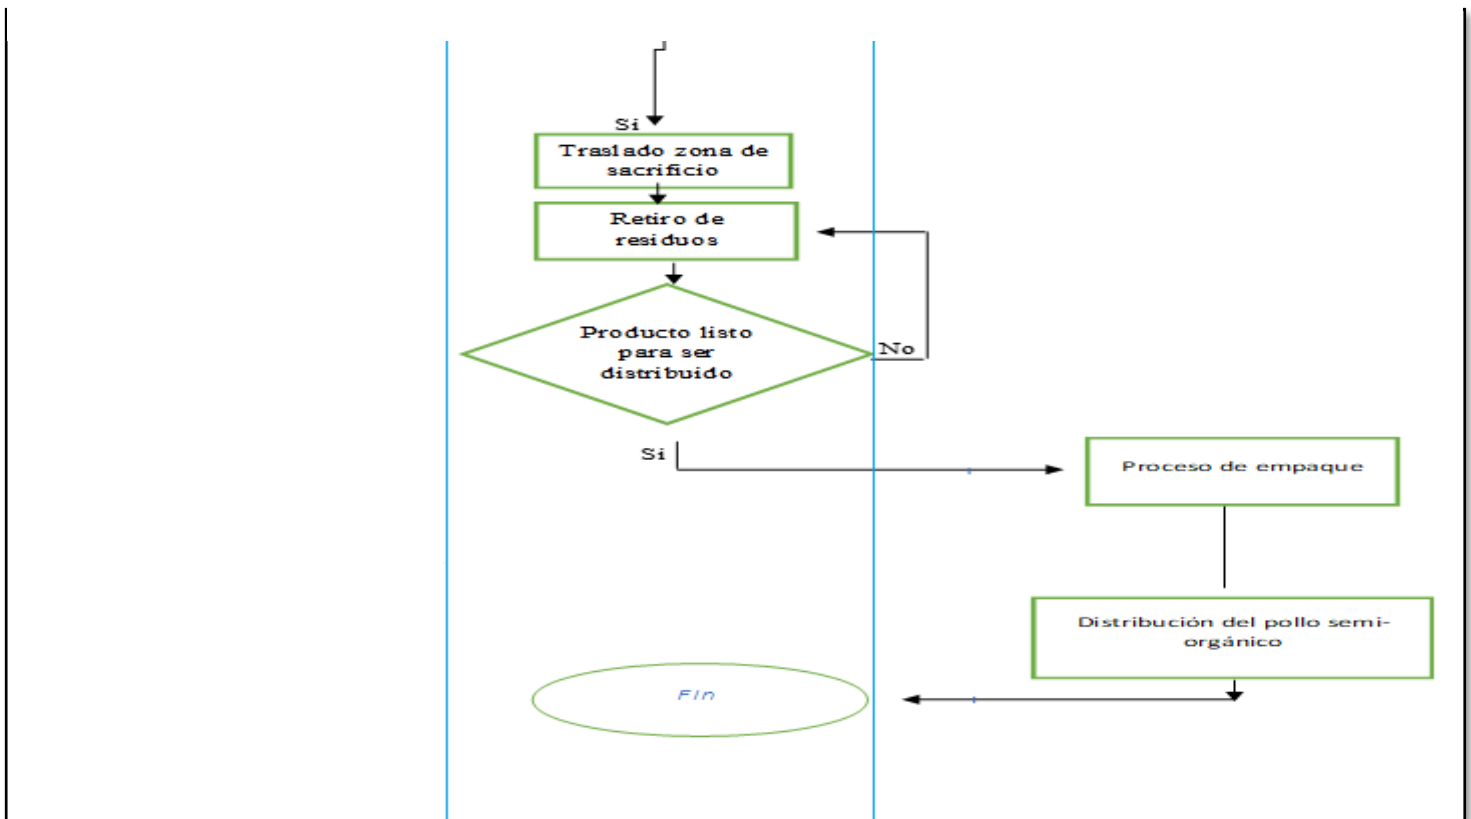 Si
Traslado zona de
sacrificio
Retiro de
residuos
Producto listo
para ser
distribuido
No
Si
Proceso de empaque
Distribución del pollo semi-
orgánico
Fin